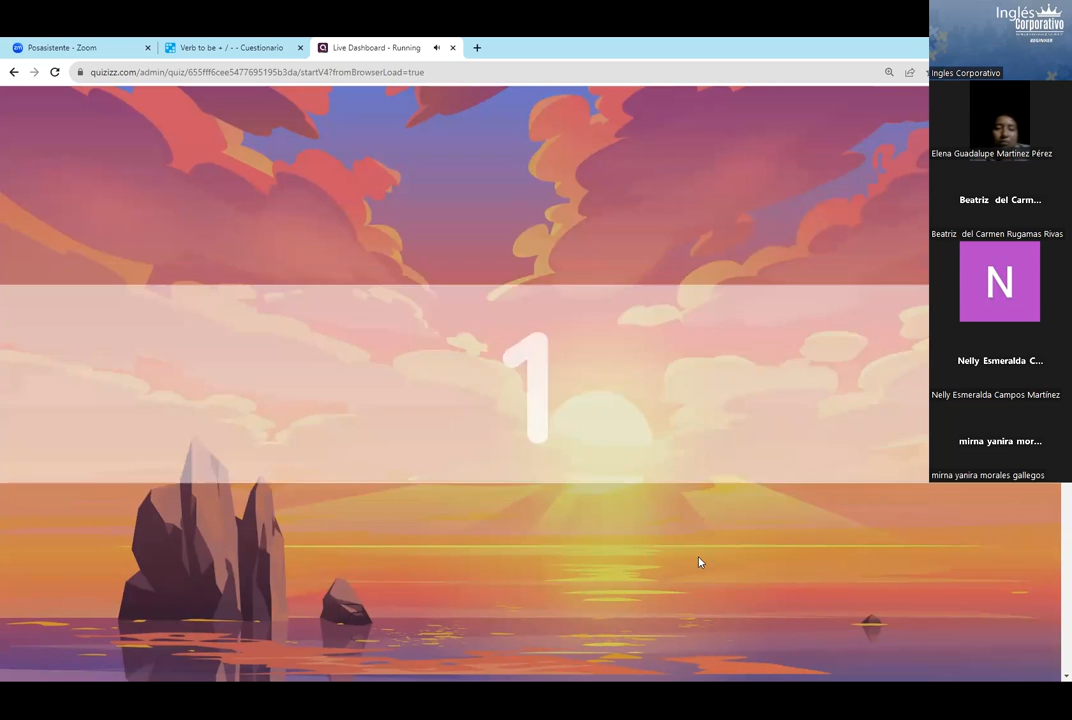 Posasistente - Zoom
Verb to be + / - - Cuestionario
Live Dashboard - Running
quizizz.com/admin/quiz/655fff6cee5477695195b3da/startV4?fromBrowserLoad=true
1
Inglés
Corporativo
BEGINNER
Ingles Corporativo
Elena Guadalupe Martinez Pérez
Beatriz del Carm...
Beatriz del Carmen Rugamas Rivas
N
Nelly Esmeralda C...
Nelly Esmeralda Campos Martínez
mirna yanira mor...
mirna yanira morales gallegos